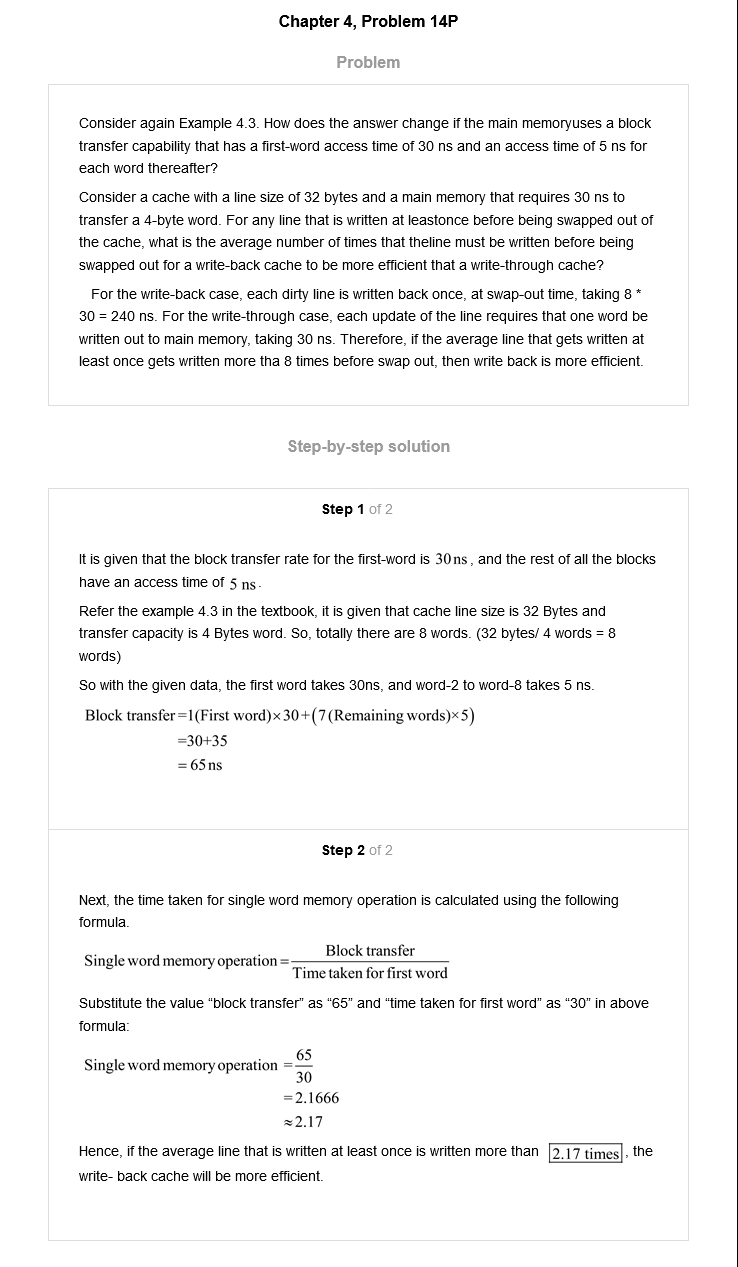 Chapter 4, Problem 14P
Problem
Consider again Example 4.3. How does the answer change if the main memoryuses a block
transfer capability that has a first-word access time of 30 ns and an access time of 5 ns for
each word thereafter?
Consider a cache with a line size of 32 bytes and a main memory that requires 30 ns to
transfer a 4-byte word. For any line that is written at leastonce before being swapped out of
the cache, what is the average number of times that theline must be written before being
swapped out for a write-back cache to be more efficient that a write-through cache?
For the write-back case, each dirty line is written back once, at swap-out time, taking 8 *
30 = 240 ns. For the write-through case, each update of the line requires that one word be
written out to main memory, taking 30 ns. Therefore, if the average line that gets written at
least once gets written more tha 8 times before swap out, then write back is more efficient.
Step-by-step solution
Step 1 of 2
It is given that the block transfer rate for the first-word is 30 ns, and the rest of all the blocks
have an access time of 5 ns.
Refer the example 4.3 in the textbook, it is given that cache line size is 32 Bytes and
transfer capacity is 4 Bytes word. So, totally there are 8 words. (32 bytes/ 4 words = 8
words)
So with the given data, the first word takes 30ns, and word-2 to word-8 takes 5 ns.
Block transfer=1(First word)×30+(7(Remaining words)×5)
=30+35
=65 ns
Step 2 of 2
Next, the time taken for single word memory operation is calculated using the following
formula.
Single word memory operation = Block transfer / Time taken for first word
Substitute the value “block transfer” as “65” and “time taken for first word” as “30” in above
formula:
Single word memory operation = 65 / 30
=2.1666
≈2.17
Hence, if the average line that is written at least once is written more than 2.17 times, the
write- back cache will be more efficient.